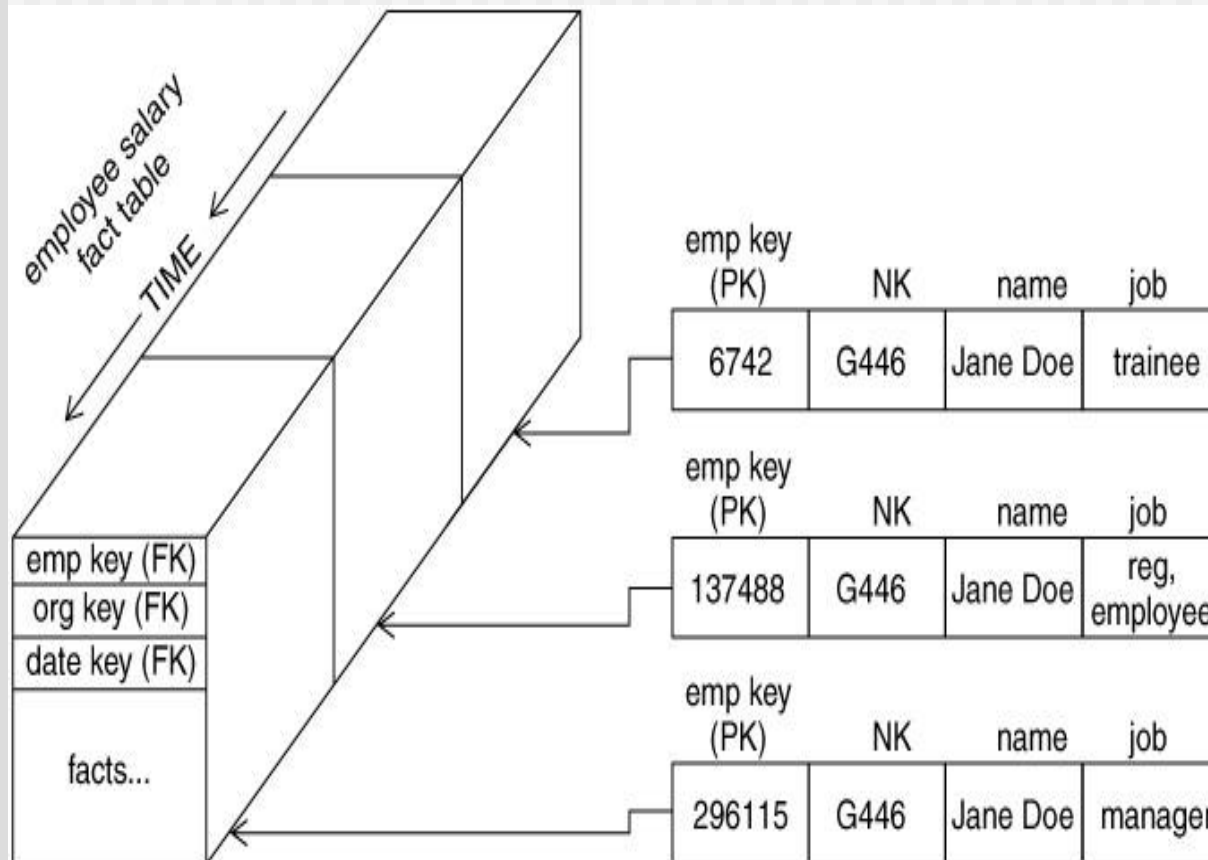 employee salary
fact table
TIME
emp key (FK)
org key (FK)
date key (FK)
facts...
emp key
(PK) NK name job
6742 G446 Jane Doe trainee
emp key
(PK) NK name job
137488 G446 Jane Doe reg,
employee
emp key
(PK) NK name job
296115 G446 Jane Doe manager